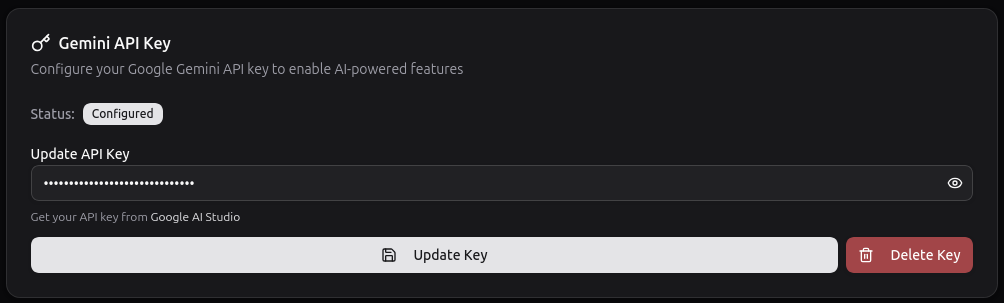 Gemini API Key
Configure your Google Gemini API key to enable AI-powered features
Status: Configured
Update API Key
••••••••••••••••••••••••••••••
Get your API key from Google AI Studio
Update Key
Delete Key